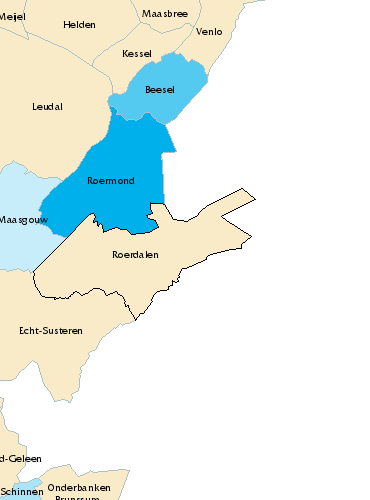 Maasbree
Meijel
Helden
Venlo
Kessel
Beesel
Leudal
Roermond
Maasgouw
Roerdalen
Echt-Susteren
d-Geleen
Onderbanken
Schinnen
Brunssum